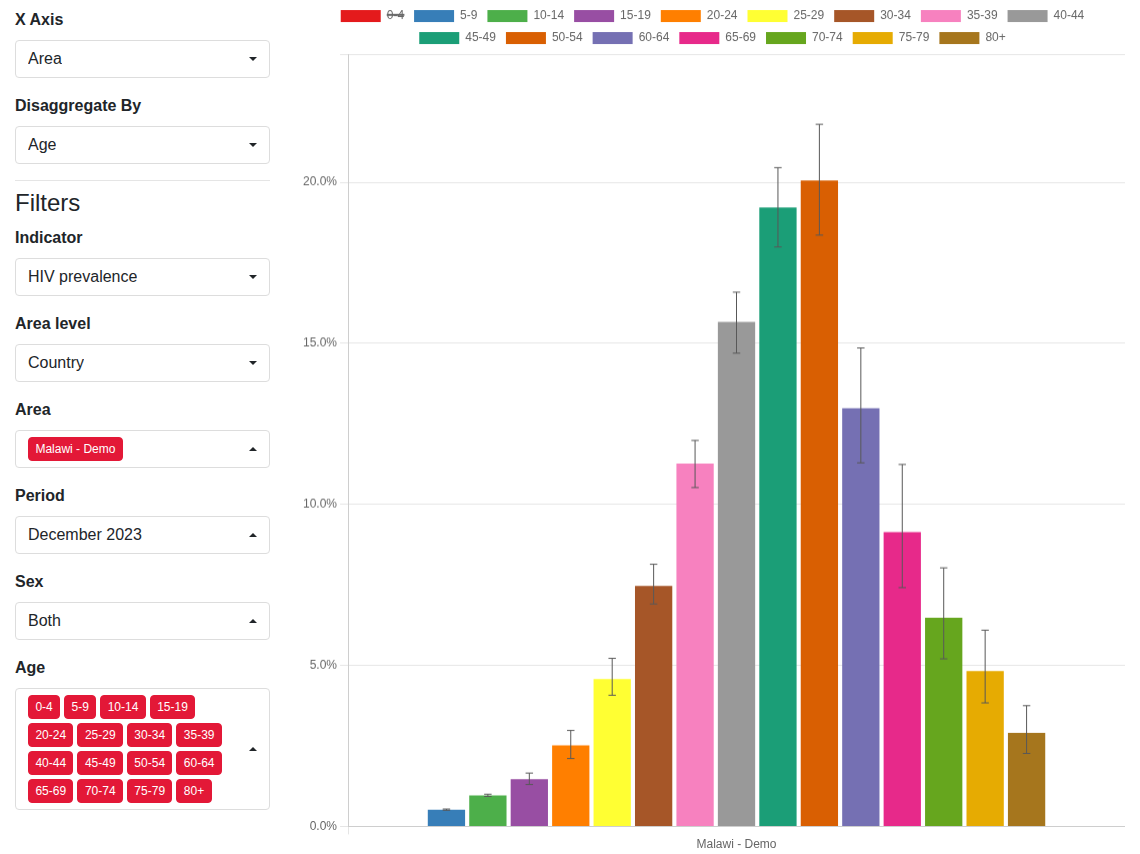 X Axis
Area
Disaggregate By
Age
Filters
Indicator
HIV prevalence
Area level
Country
Area
Malawi - Demo
Period
December 2023
Sex
Both
Age
0-4 5-9 10-14 15-19
20-24 25-29 30-34 35-39
40-44 45-49 50-54 60-64
65-69 70-74 75-79 80+
0-4 5-9 10-14 15-19 20-24 25-29 30-34 35-39 40-44
45-49 50-54 60-64 65-69 70-74 75-79 80+
20.0%
15.0%
10.0%
5.0%
0.0%
Malawi - Demo